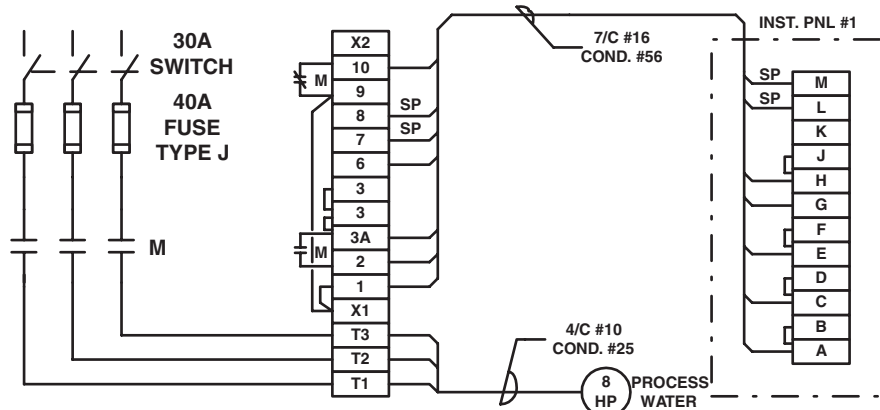 30A
SWITCH
40A
FUSE
TYPE J
M
X2
10
9
8
7
6
3
3
3A
2
1
X1
T3
T2
T1
M
M
SP
SP
7/C #16
COND. #56
4/C #10
COND. #25
8
HP
PROCESS
WATER
INST. PNL #1
SP
SP
M
L
K
J
H
G
F
E
D
C
B
A